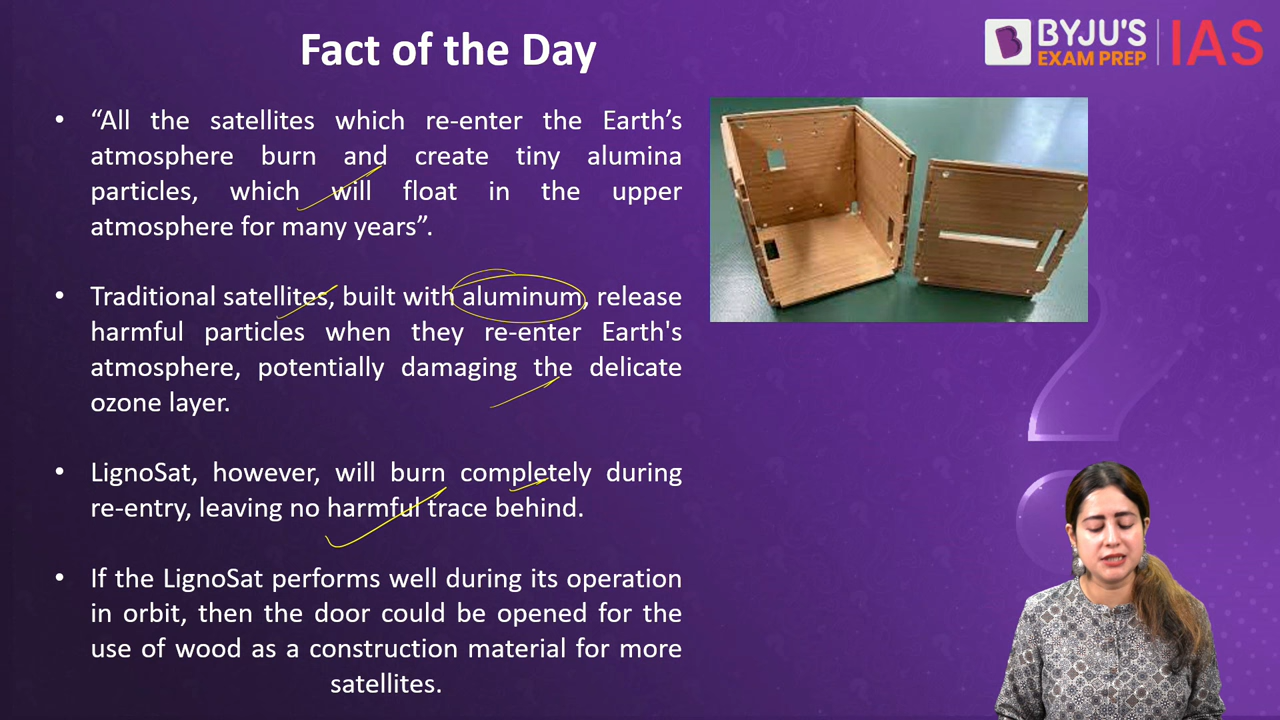 Fact of the Day
BYJU'S
EXAM PREP
IAS
• “All the satellites which re-enter the Earth’s
atmosphere burn and create tiny alumina
particles, which will float in the upper
atmosphere for many years”.
• Traditional satellites, built with aluminum, release
harmful particles when they re-enter Earth's
atmosphere, potentially damaging the delicate
ozone layer.
• LignoSat, however, will burn completely during
re-entry, leaving no harmful trace behind.
• If the LignoSat performs well during its operation
in orbit, then the door could be opened for the
use of wood as a construction material for more
satellites.